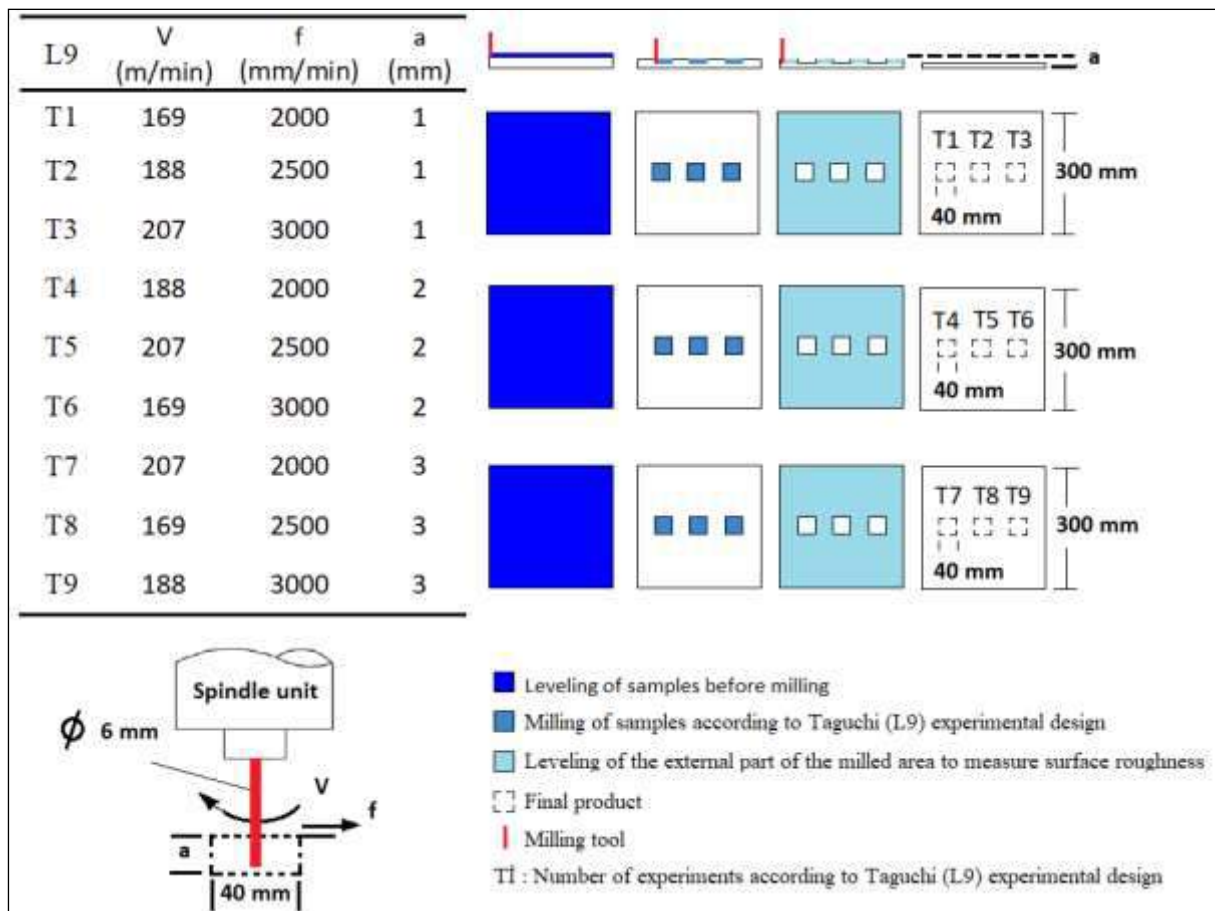 L9 V f a
(m/min) (mm/min) (mm)
T1 169 2000 1
T2 188 2500 1
T3 207 3000 1
T4 188 2000 2
T5 207 2500 2
T6 169 3000 2
T7 207 2000 3
T8 169 2500 3
T9 188 3000 3
a
T1 T2 T3
300 mm
40 mm
T4 T5 T6
300 mm
40 mm
T7 T8 T9
300 mm
40 mm
Spindle unit
ϕ 6 mm
V
f
a
40 mm
Leveling of samples before milling
Milling of samples according to Taguchi (L9) experimental design
Leveling of the external part of the milled area to measure surface roughness
Final product
Milling tool
Tİ : Number of experiments according to Taguchi (L9) experimental design